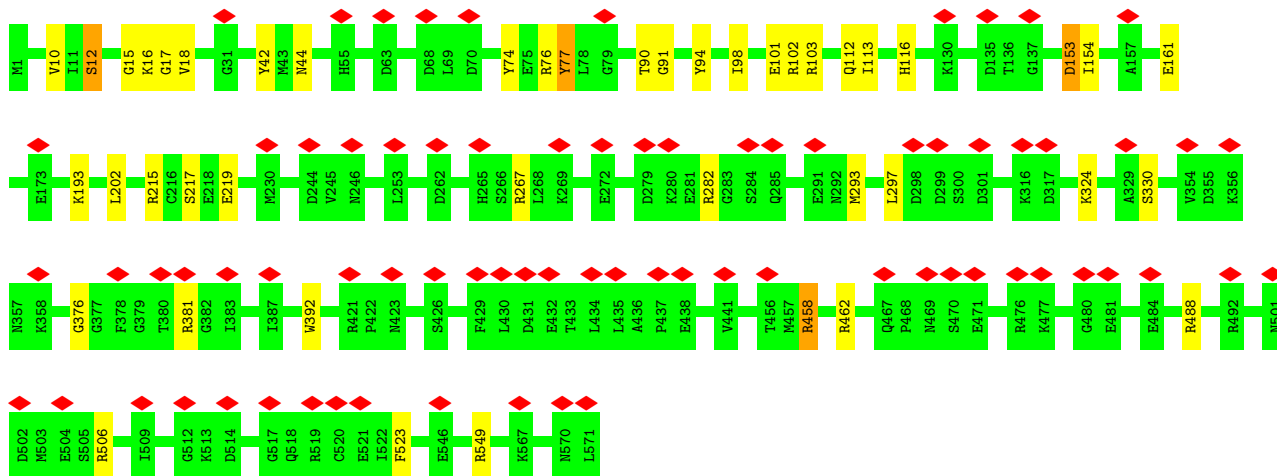 M1 V10 I11 S12 G15 K16 G17 V18 G31 Y42 M43 N44 H55 D63 D68 L69 D70 Y74 E75 R76 Y77 L78 G79 T90 G91 Y94 I98 E101 R102 R103 Q112 I113 H116 K130 D135 T136 G137 D153 I154 A157 E161
E173 K193 L202 R215 C216 S217 E218 E219 M230 D244 V245 N246 L253 D262 H265 S266 R267 L268 K269 E272 D279 K280 E281 R282 G283 S284 Q285 E291 N292 M293 L297 D298 D299 S300 D301 K316 D317 K324 A329 S330 V354 D355 K356
N357 K358 G376 G377 F378 G379 T380 R381 G382 I383 I387 W392 R421 P422 N423 S426 F429 L430 D431 E432 T433 L434 L435 A436 P437 E438 V441 T456 M457 R458 R462 Q467 P468 N469 S470 E471 R476 K477 G480 E481 E484 R488 R492 N501
D502 M503 E504 S505 R506 I509 G512 K513 D514 G517 Q518 R519 C520 E521 I522 F523 E546 R549 K567 N570 L571